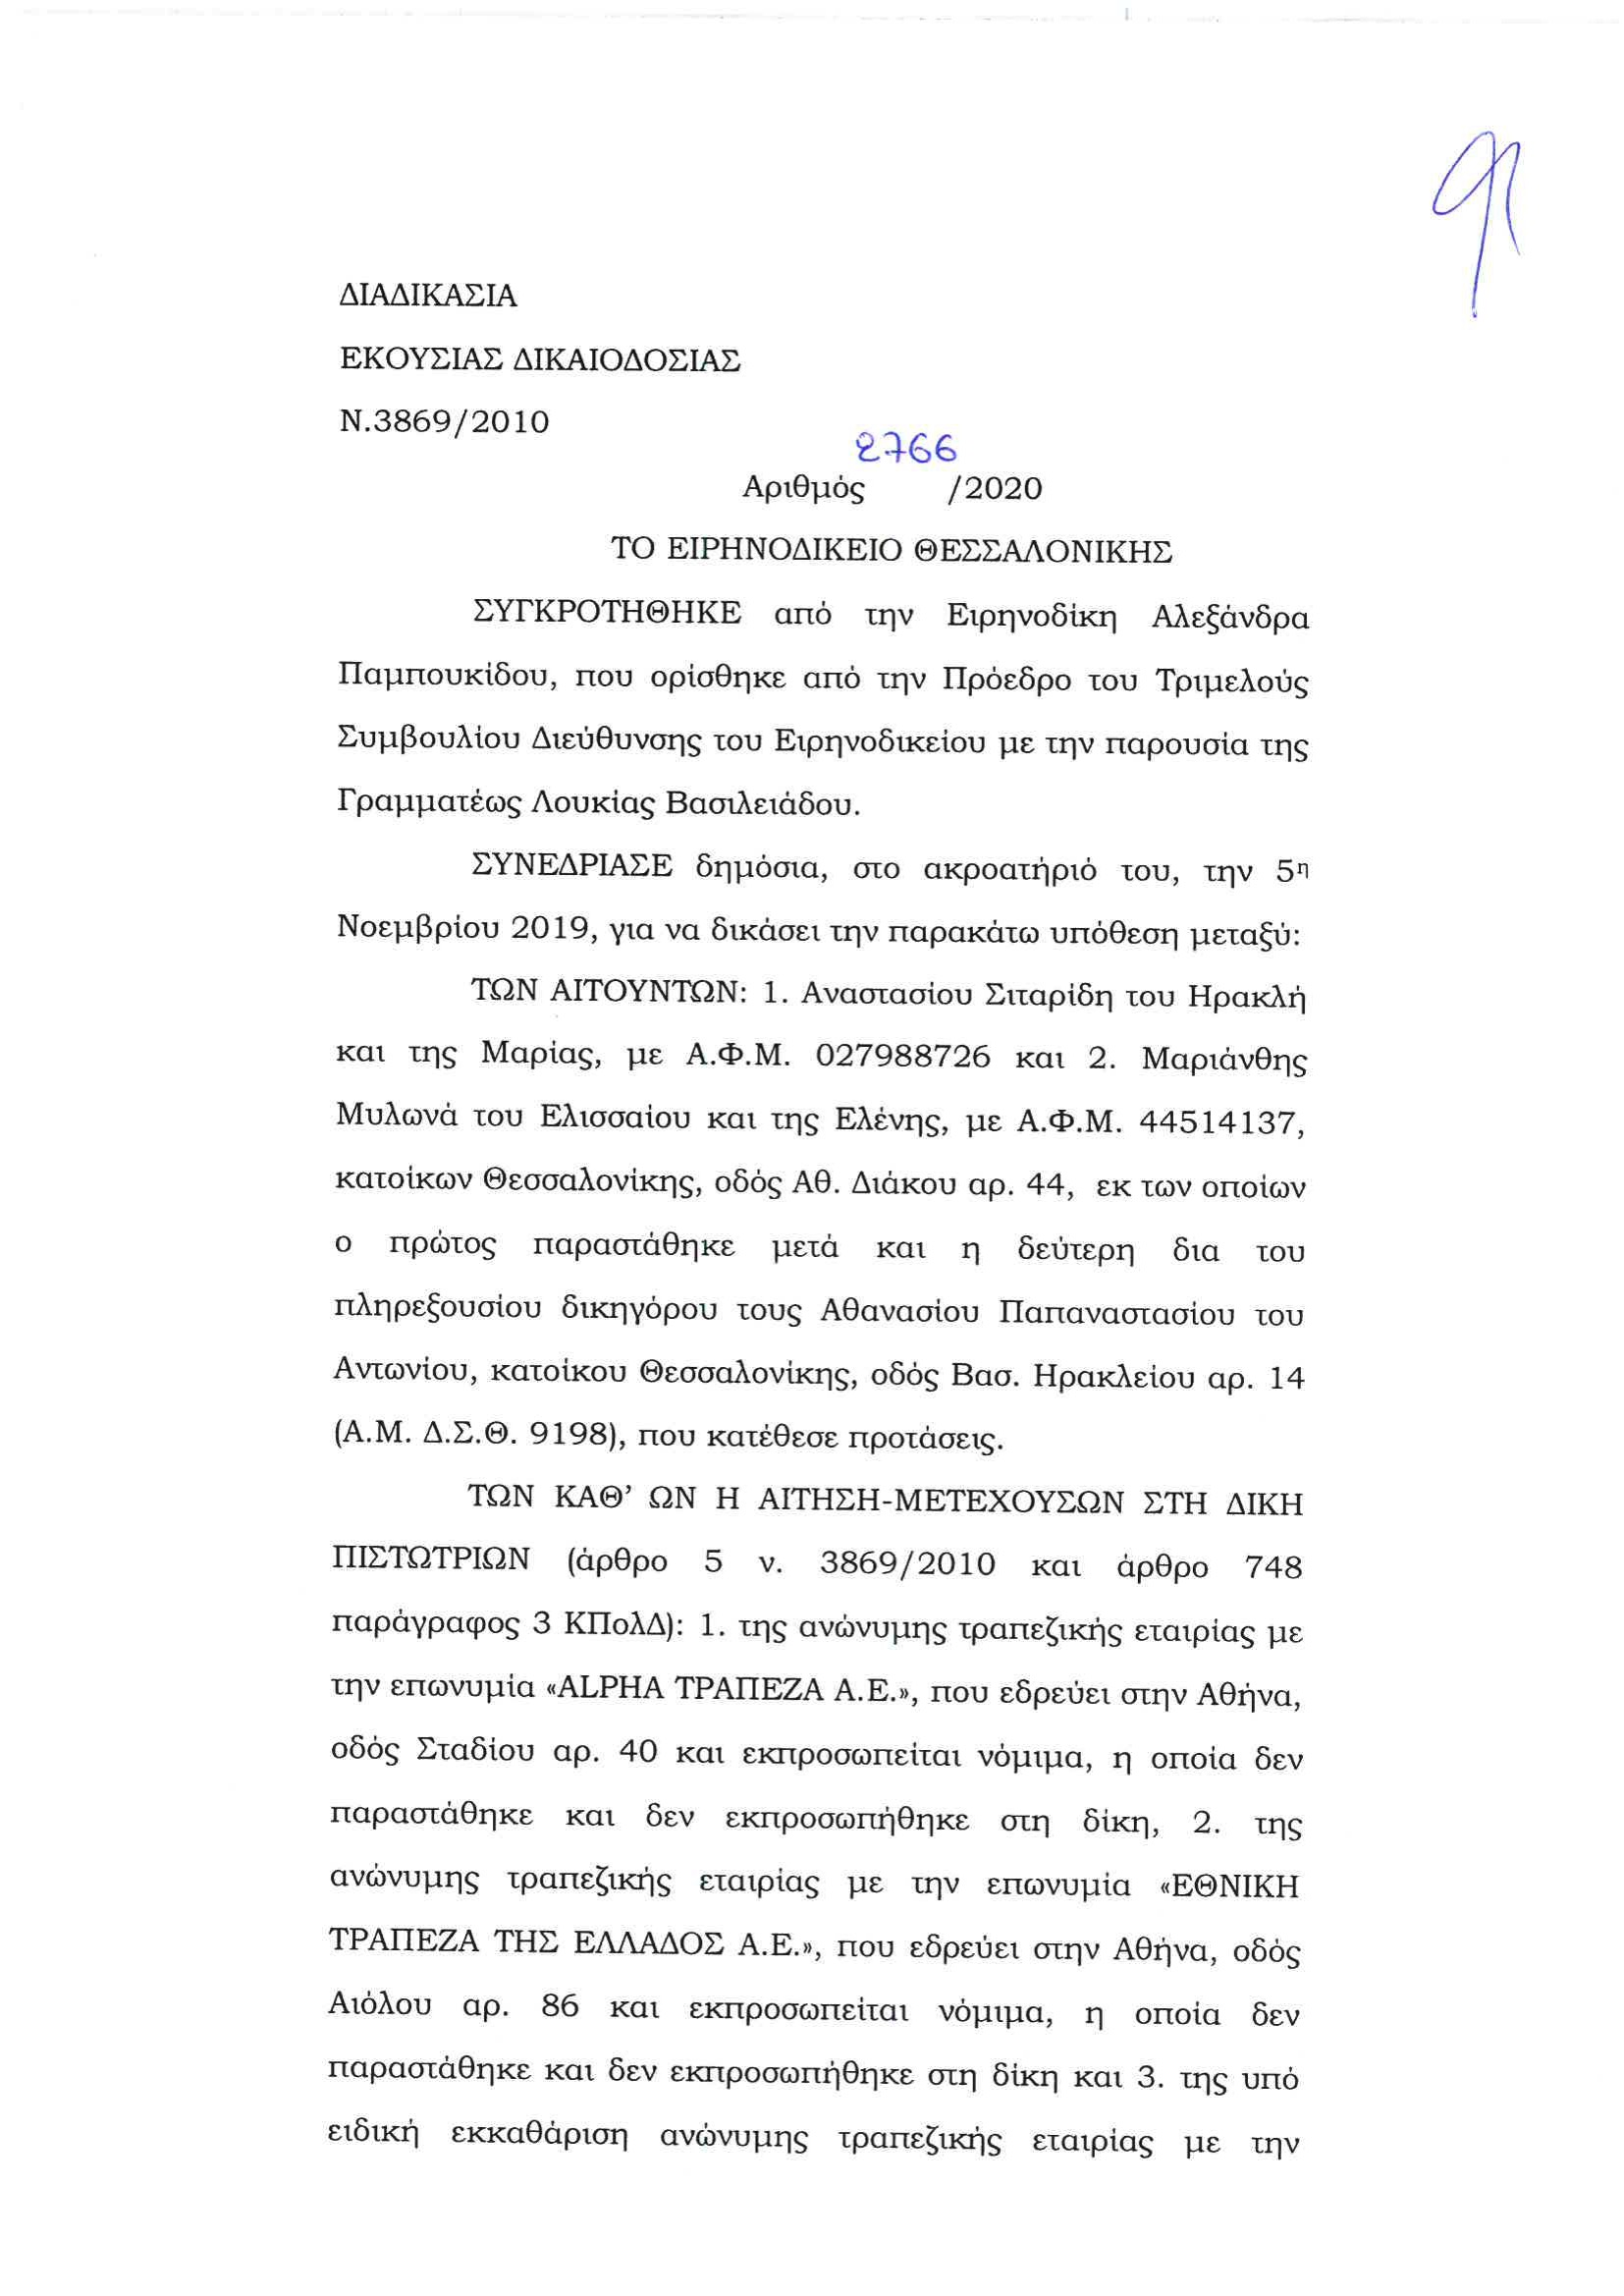 ΔΙΑΔΙΚΑΣΙΑ
ΕΚΟΥΣΙΑΣ ΔΙΚΑΙΟΔΟΣΙΑΣ
Ν.3869/2010
2766
Αριθμός /2020
ΤΟ ΕΙΡΗΝΟΔΙΚΕΙΟ ΘΕΣΣΑΛΟΝΙΚΗΣ
ΣΥΓΚΡΟΤΗΘΗΚΕ από την Ειρηνοδίκη Αλεξάνδρα
Παμπουκίδου, που ορίσθηκε από την Πρόεδρο του Τριμελούς
Συμβουλίου Διεύθυνσης του Ειρηνοδικείου με την παρουσία της
Γραμματέως Λουκίας Βασιλειάδου.
ΣΥΝΕΔΡΙΑΣΕ δημόσια, στο ακροατήριό του, την 5η
Νοεμβρίου 2019, για να δικάσει την παρακάτω υπόθεση μεταξύ:
ΤΩΝ ΑΙΤΟΥΝΤΩΝ: 1. Αναστασίου Σιταρίδη του Ηρακλή
και της Μαρίας, με Α.Φ.Μ. 027988726 και 2. Μαριάνθης
Μυλωνά του Ελισσαίου και της Ελένης, με Α.Φ.Μ. 44514137,
κατοίκων Θεσσαλονίκης, οδός Αθ. Διάκου αρ. 44, εκ των οποίων
ο πρώτος παραστάθηκε μετά και η δεύτερη δια του
πληρεξουσίου δικηγόρου τους Αθανασίου Παπαναστασίου του
Αντωνίου, κατοίκου Θεσσαλονίκης, οδός Βασ. Ηρακλείου αρ. 14
(Α.Μ. Δ.Σ.Θ. 9198), που κατέθεσε προτάσεις.
ΤΩΝ ΚΑΘ’ ΩΝ Η ΑΙΤΗΣΗ-ΜΕΤΕΧΟΥΣΩΝ ΣΤΗ ΔΙΚΗ
ΠΙΣΤΩΤΡΙΩΝ (άρθρο 5 ν. 3869/2010 και άρθρο 748
παράγραφος 3 ΚΠολΔ): 1. της ανώνυμης τραπεζικής εταιρίας με
την επωνυμία «ALPHA ΤΡΑΠΕΖΑ Α.Ε.», που εδρεύει στην Αθήνα,
οδός Σταδίου αρ. 40 και εκπροσωπείται νόμιμα, η οποία δεν
παραστάθηκε και δεν εκπροσωπήθηκε στη δίκη, 2. της
ανώνυμης τραπεζικής εταιρίας με την επωνυμία «ΕΘΝΙΚΗ
ΤΡΑΠΕΖΑ ΤΗΣ ΕΛΛΑΔΟΣ Α.Ε.», που εδρεύει στην Αθήνα, οδός
Αιόλου αρ. 86 και εκπροσωπείται νόμιμα, η οποία δεν
παραστάθηκε και δεν εκπροσωπήθηκε στη δίκη και 3. της υπό
ειδική εκκαθάριση ανώνυμης τραπεζικής εταιρίας με την